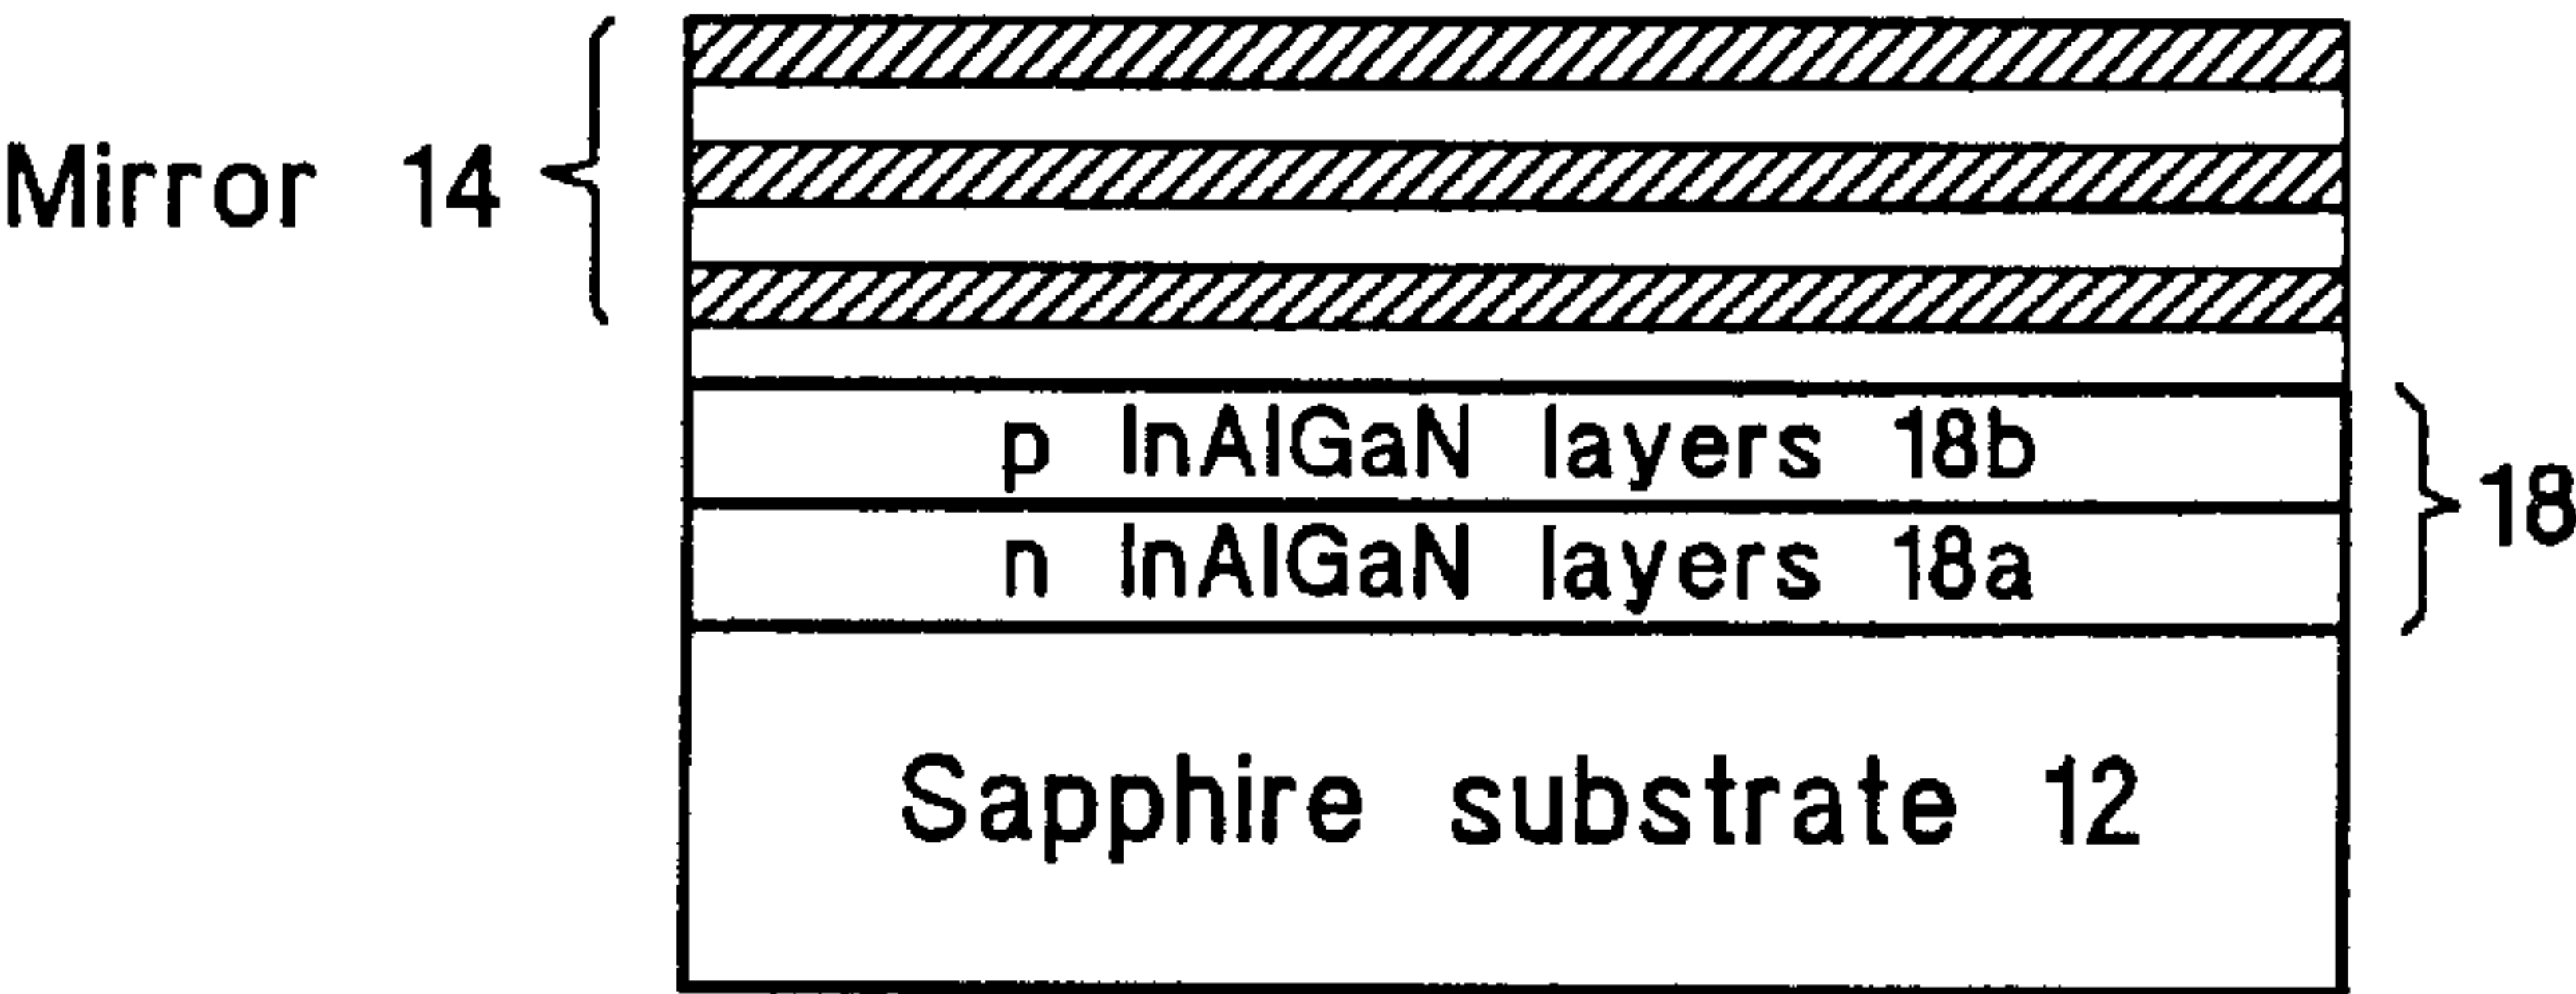 Mirror 14
p InAlGaN layers 18b
18
n InAlGaN layers 18a
Sapphire substrate 12